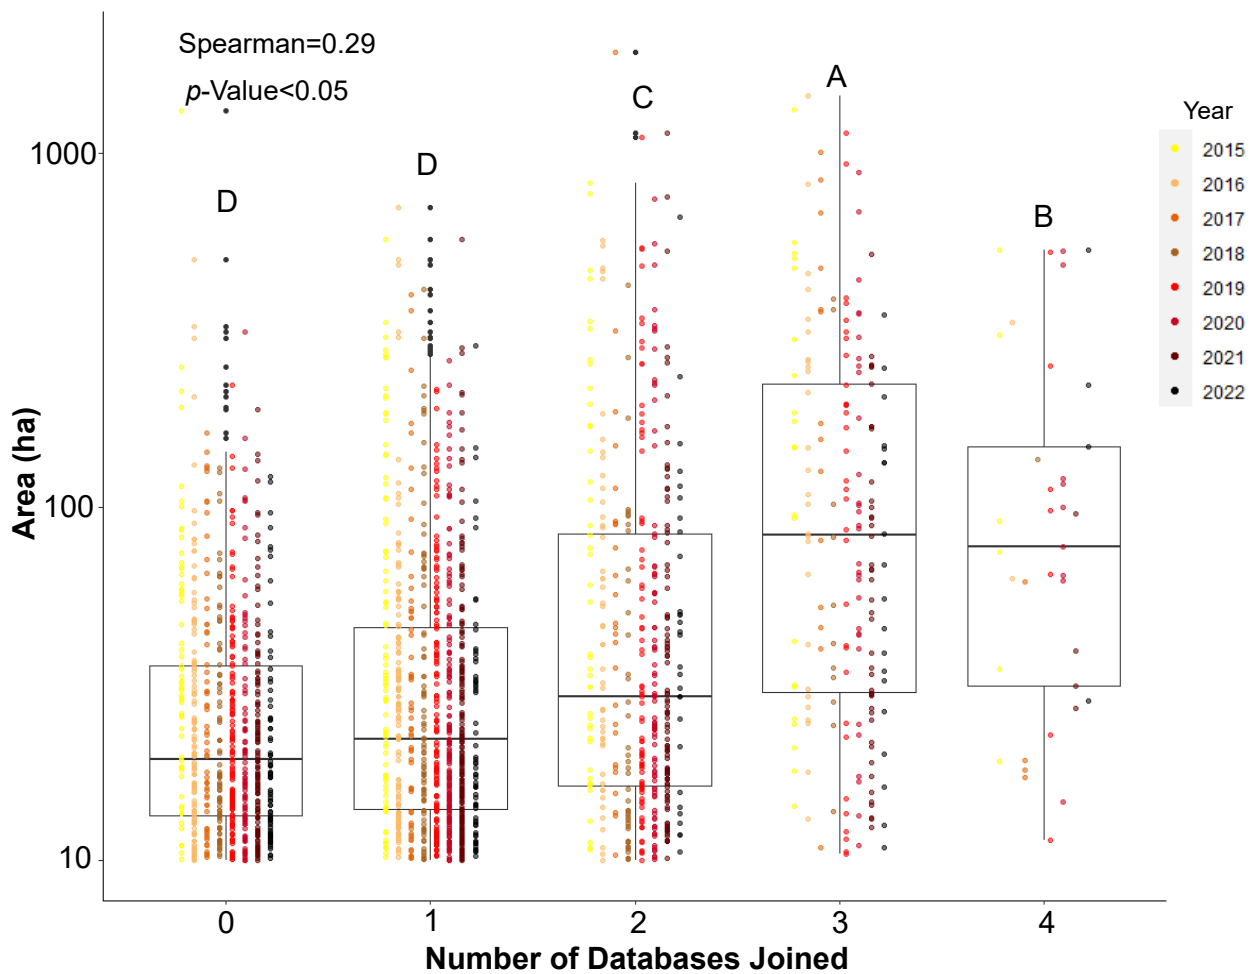 Spearman=0.29
p-Value<0.05
D
D
C
A
B
Year
2015
2016
2017
2018
2019
2020
2021
2022
Area (ha)
1000
100
10
0
1
2
3
4
Number of Databases Joined